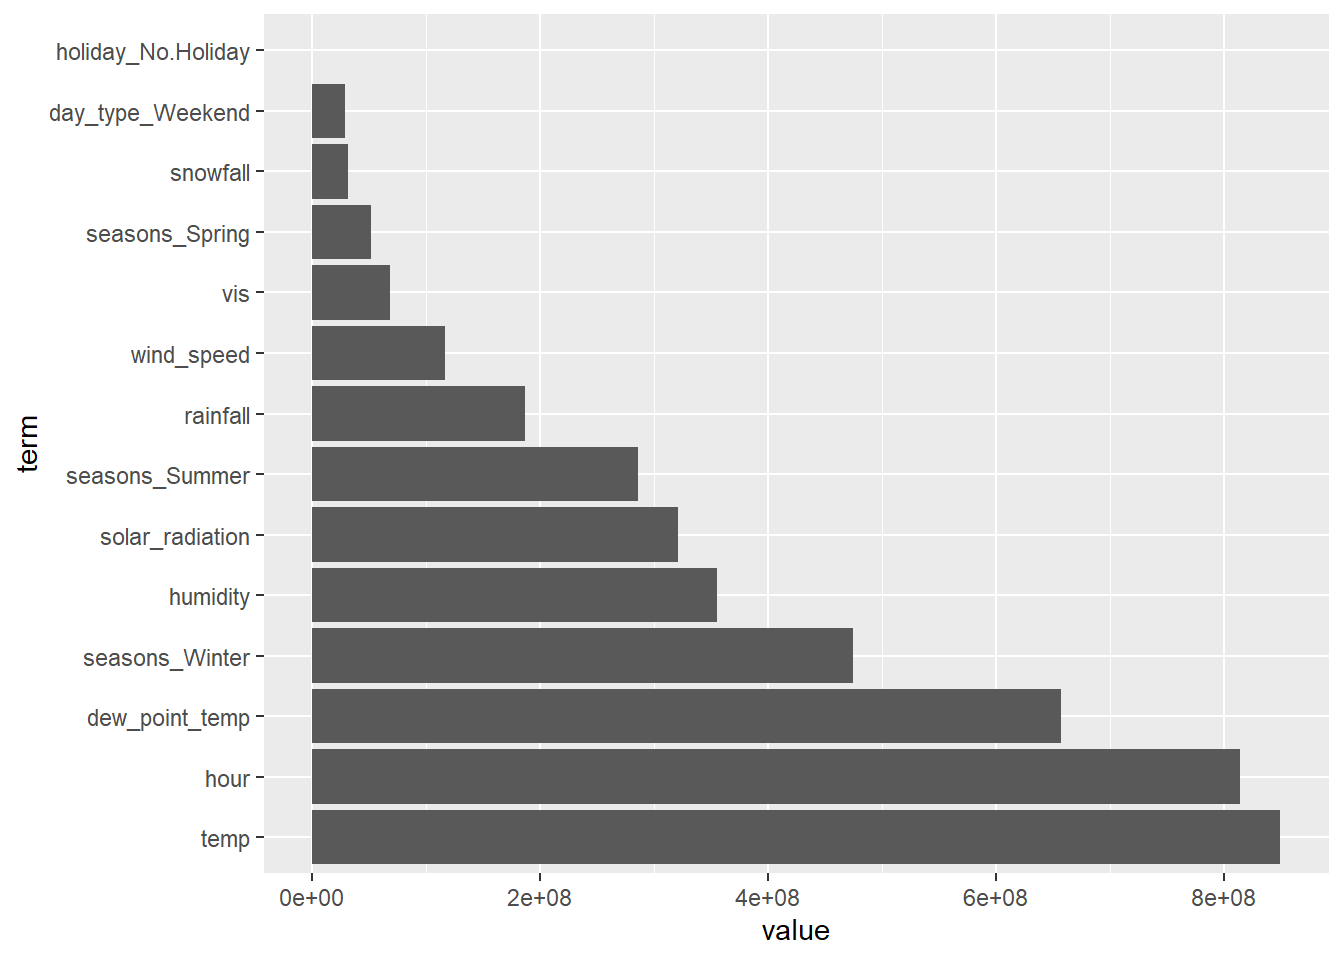 holiday_No.Holiday
day_type_Weekend
snowfall
seasons_Spring
vis
wind_speed
rainfall
seasons_Summer
solar_radiation
humidity
seasons_Winter
dew_point_temp
hour
temp
term
0e+00 2e+08 4e+08 6e+08 8e+08
value